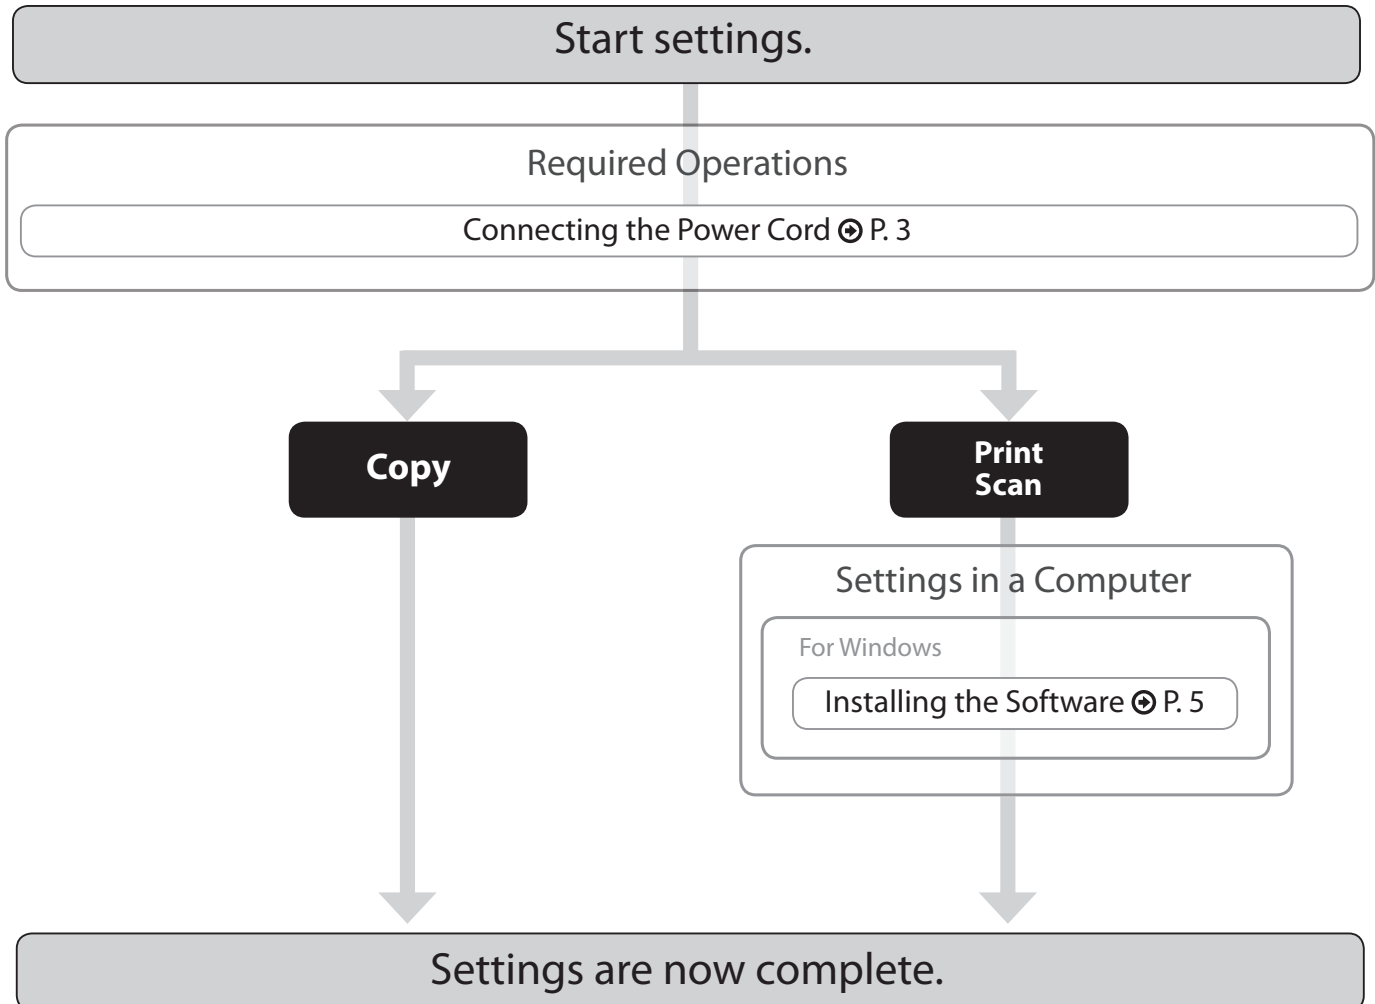 Start settings.
Required Operations
Connecting the Power Cord P. 3
Copy
Print
Scan
Settings in a Computer
For Windows
Installing the Software P. 5
Settings are now complete.